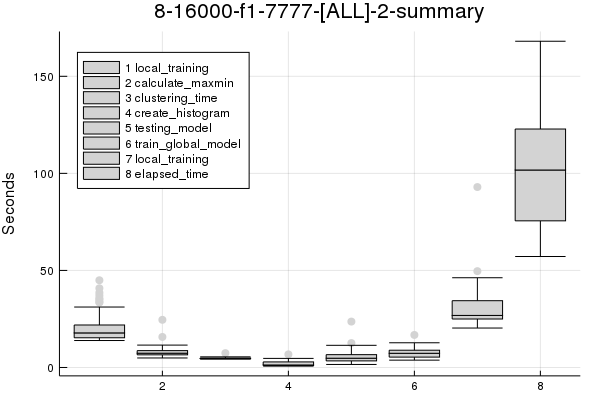 8-16000-f1-7777-[ALL]-2-summary
Seconds
150
100
50
0
1 local_training
2 calculate_maxmin
3 clustering_time
4 create_histogram
5 testing_model
6 train_global_model
7 local_training
8 elapsed_time
2 4 6 8